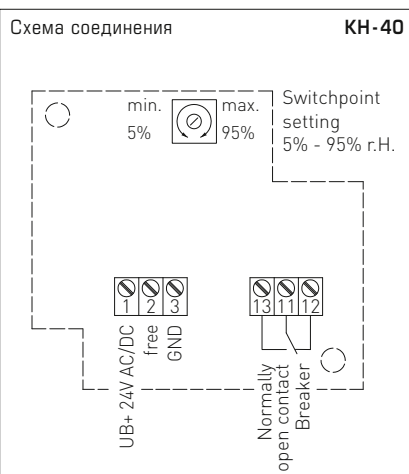 Схема соединения KH-40
min. max.
5% 95%
Switchpoint
setting
5% - 95% r.H.
1 2 3
13 11 12
UB+ 24V AC/DC
free
GND
Normally
open contact
Breaker